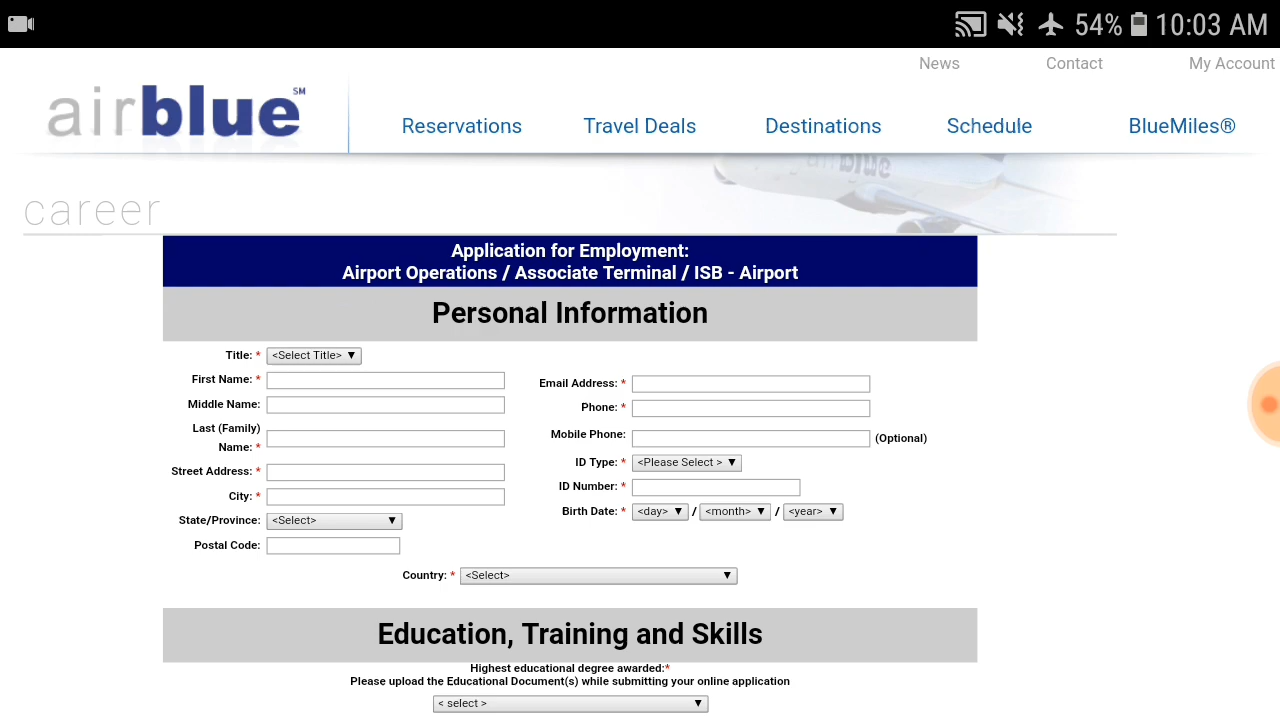 54% 10:03 AM
News Contact My Account
airblue SM
Reservations Travel Deals Destinations Schedule BlueMiles®
blue
career
Application for Employment:
Airport Operations / Associate Terminal / ISB - Airport
Personal Information
Title: * <Select Title> ▼
First Name: *
Email Address: *
Middle Name:
Phone: *
Last (Family)
Name: *
Mobile Phone: (Optional)
Street Address: *
ID Type: * <Please Select > ▼
City: *
ID Number: *
State/Province: <Select> ▼
Birth Date: * <day> ▼ / <month> ▼ / <year> ▼
Postal Code:
Country: * <Select> ▼
Education, Training and Skills
Highest educational degree awarded:*
Please upload the Educational Document(s) while submitting your online application
< select > ▼